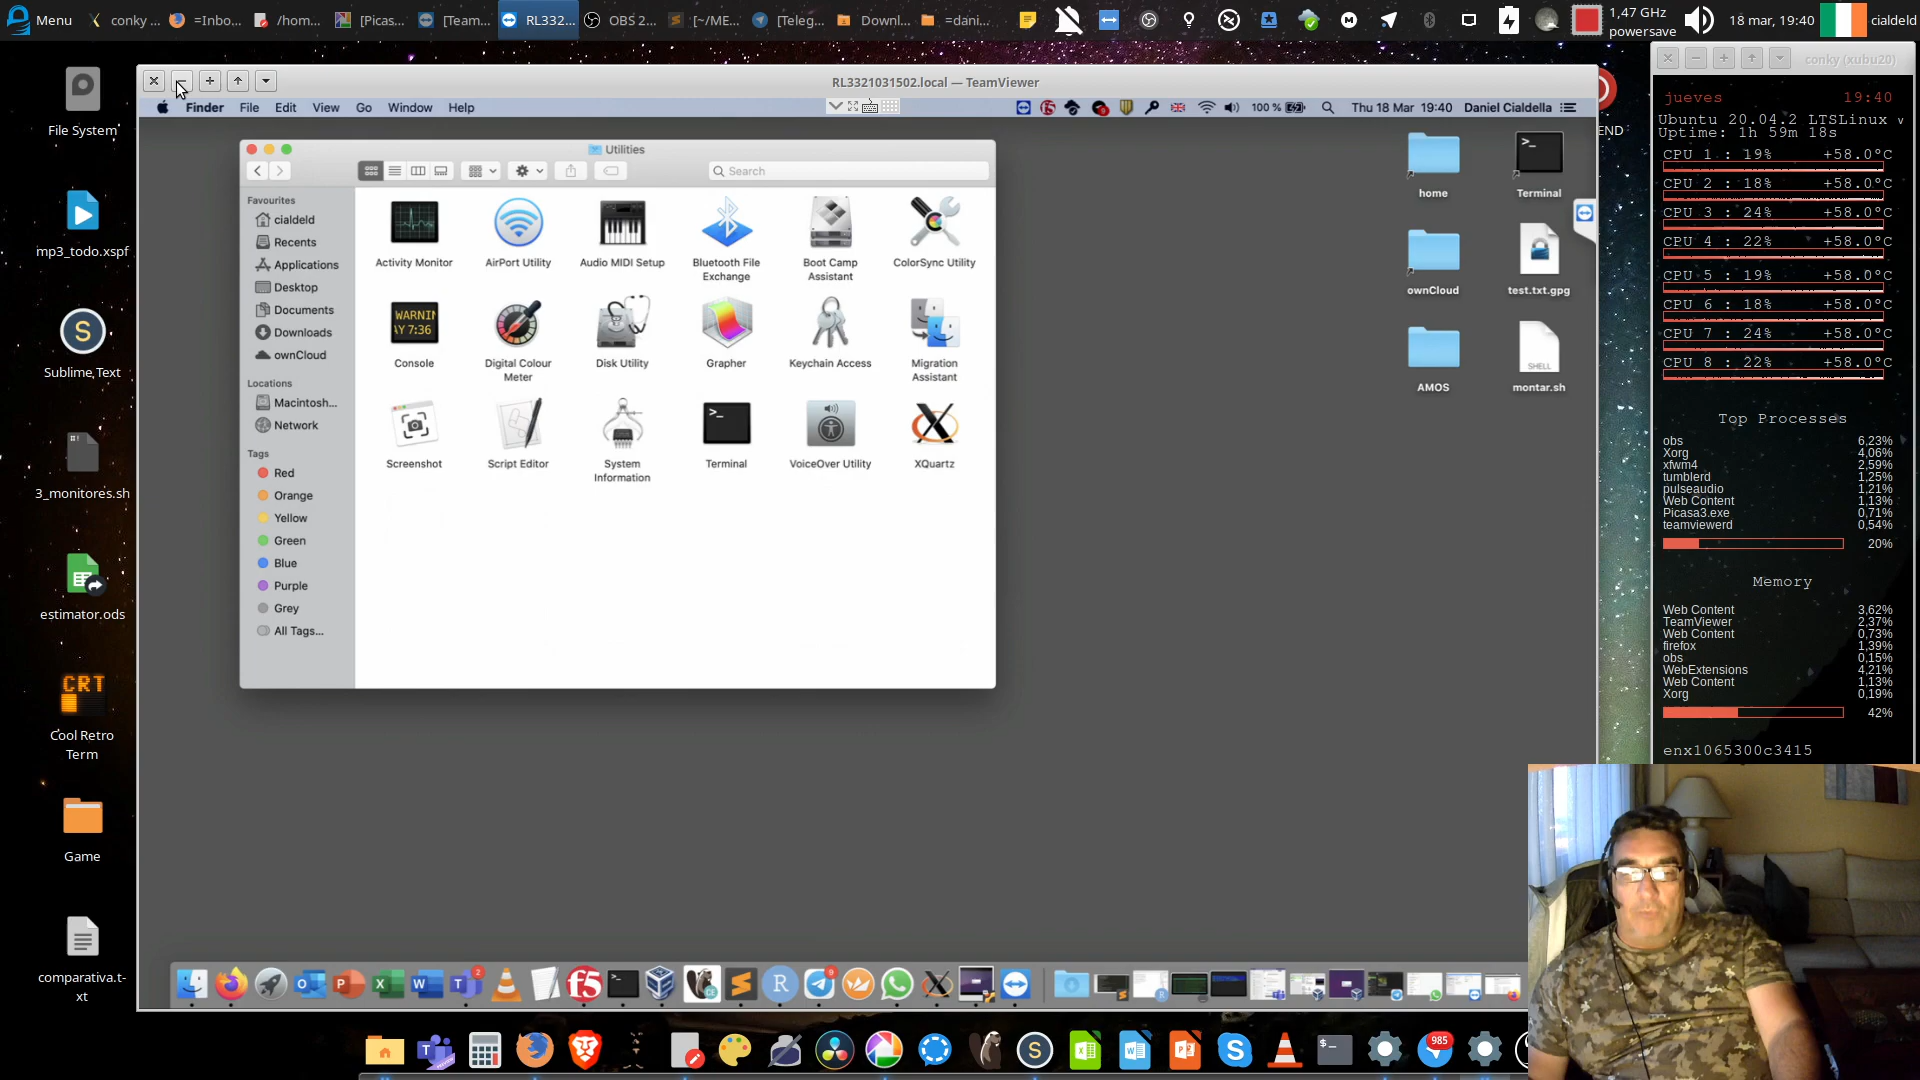 Menu
conky ...
=Inbo...
/hom...
[Picas...
[Team...
RL332...
OBS 2...
[~/ME...
[Teleg...
Downl...
=dani...
1,47 GHz
powersave
18 mar, 19:40
cialdeld
File System
mp3_todo.xspf
Sublime Text
3_monitores.sh
estimator.ods
CRT
Cool Retro
Term
Game
comparativa.t-
xt
RL3321031502.local — TeamViewer
Finder File Edit View Go Window Help
100 %
Thu 18 Mar 19:40 Daniel Cialdella
Utilities
Search
Favourites
cialdeld
Recents
Applications
Desktop
Documents
Downloads
ownCloud
Locations
Macintosh...
Network
Tags
Red
Orange
Yellow
Green
Blue
Purple
Grey
All Tags...
Activity Monitor
AirPort Utility
Audio MIDI Setup
Bluetooth File
Exchange
Boot Camp
Assistant
ColorSync Utility
WARNIN
AY 7:36
Console
Digital Colour
Meter
Disk Utility
Grapher
Keychain Access
Migration
Assistant
Screenshot
Script Editor
System
Information
Terminal
VoiceOver Utility
XQuartz
home
Terminal
ownCloud
test.txt.gpg
AMOS
SHELL
montar.sh
END
conky (xubu20)
jueves 19:40
Ubuntu 20.04.2 LTSLinux v
Uptime: 1h 59m 18s
CPU 1 : 19% +58.0°C
CPU 2 : 18% +58.0°C
CPU 3 : 24% +58.0°C
CPU 4 : 22% +58.0°C
CPU 5 : 19% +58.0°C
CPU 6 : 18% +58.0°C
CPU 7 : 24% +58.0°C
CPU 8 : 22% +58.0°C
Top Processes
obs 6,23%
Xorg 4,06%
xfwm4 2,59%
tumblerd 1,25%
pulseaudio 1,21%
Web Content 1,13%
Picasa3.exe 0,71%
teamviewerd 0,54%
20%
Memory
Web Content 3,62%
TeamViewer 2,37%
Web Content 0,73%
firefox 1,39%
obs 0,15%
WebExtensions 4,21%
Web Content 1,13%
Xorg 0,19%
42%
enx1065300c3415
985